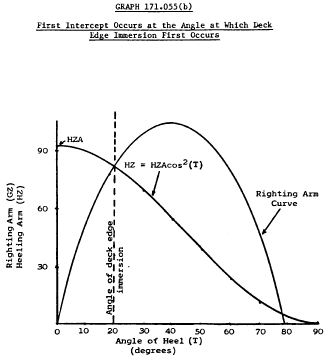 GRAPH 171.055(b)
First Intercept Occurs at the Angle at Which Deck
Edge Immersion First Occurs
HZA
HZ = HZAcos²(T)
90
60
30
Righting Arm (GZ)
Heeling Arm (HZ)
Angle of deck edge
immersion
Righting Arm
Curve
0 10 20 30 40 50 60 70 80 90
Angle of Heel (T)
(degrees)